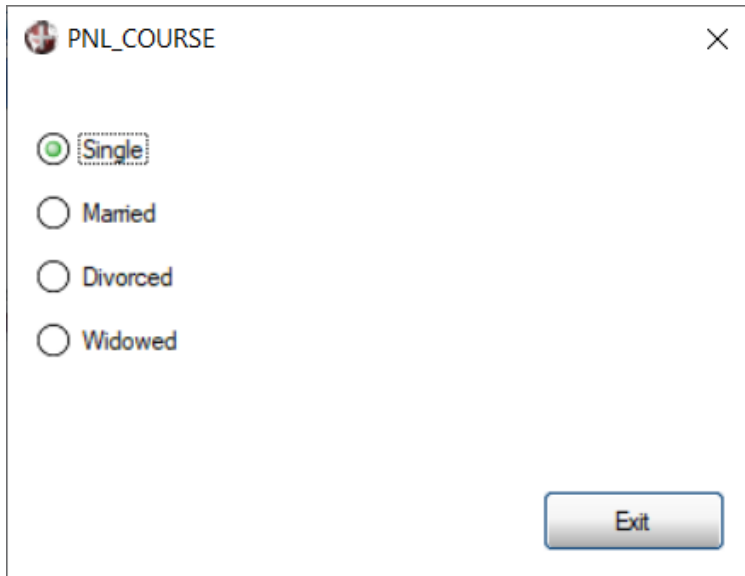 PNL_COURSE
Single
Married
Divorced
Widowed
Exit